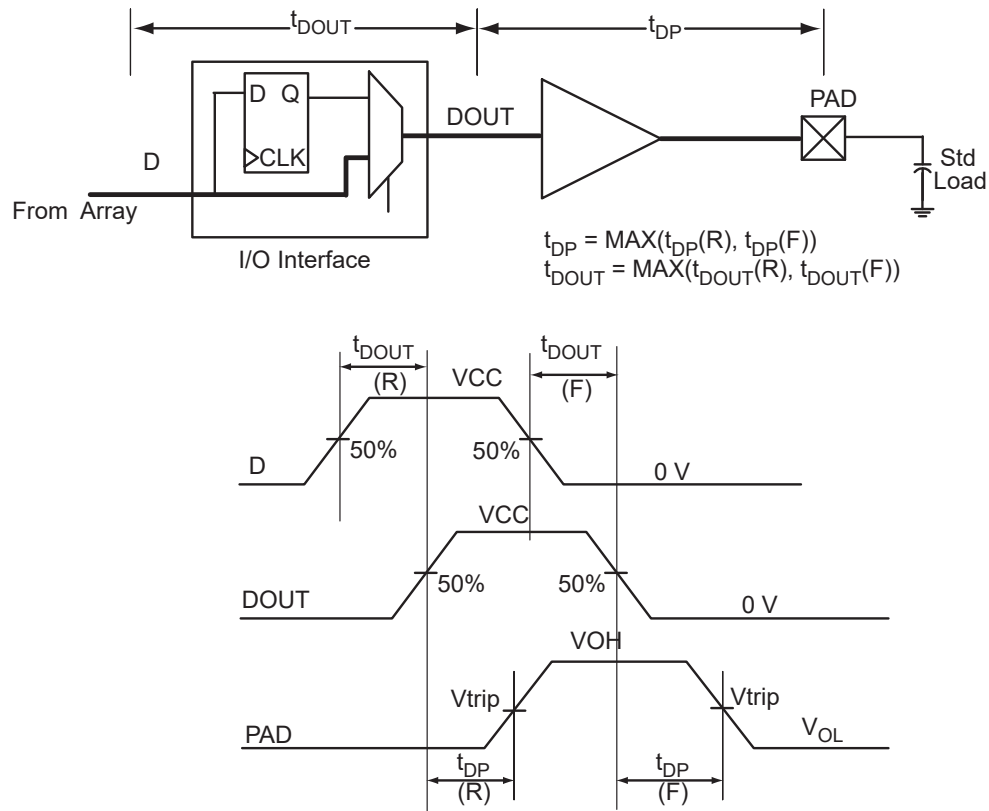 tDOUT
tDP
D Q
CLK
DOUT
PAD
D
From Array
I/O Interface
Std
Load
tDP = MAX(tDP(R), tDP(F))
tDOUT = MAX(tDOUT(R), tDOUT(F))
tDOUT
(R)
VCC
tDOUT
(F)
50%
50%
D
0 V
VCC
50%
50%
DOUT
0 V
VOH
Vtrip
Vtrip
PAD
VOL
tDP
(R)
tDP
(F)